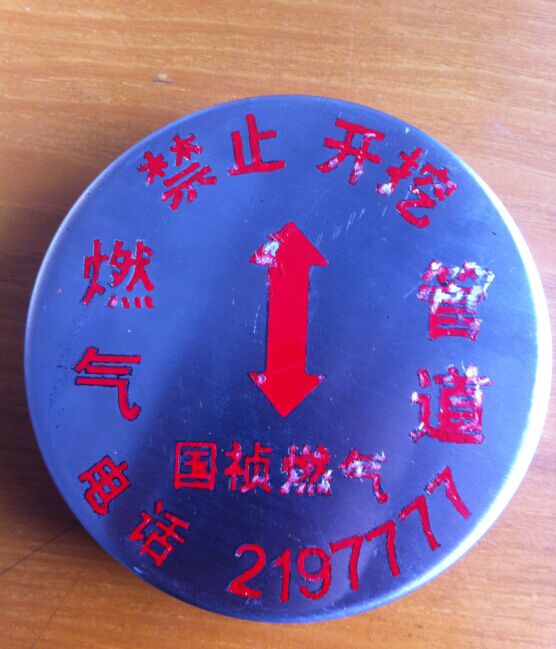 禁止 开挖
燃气
管道
国祯燃气
电话 2197777